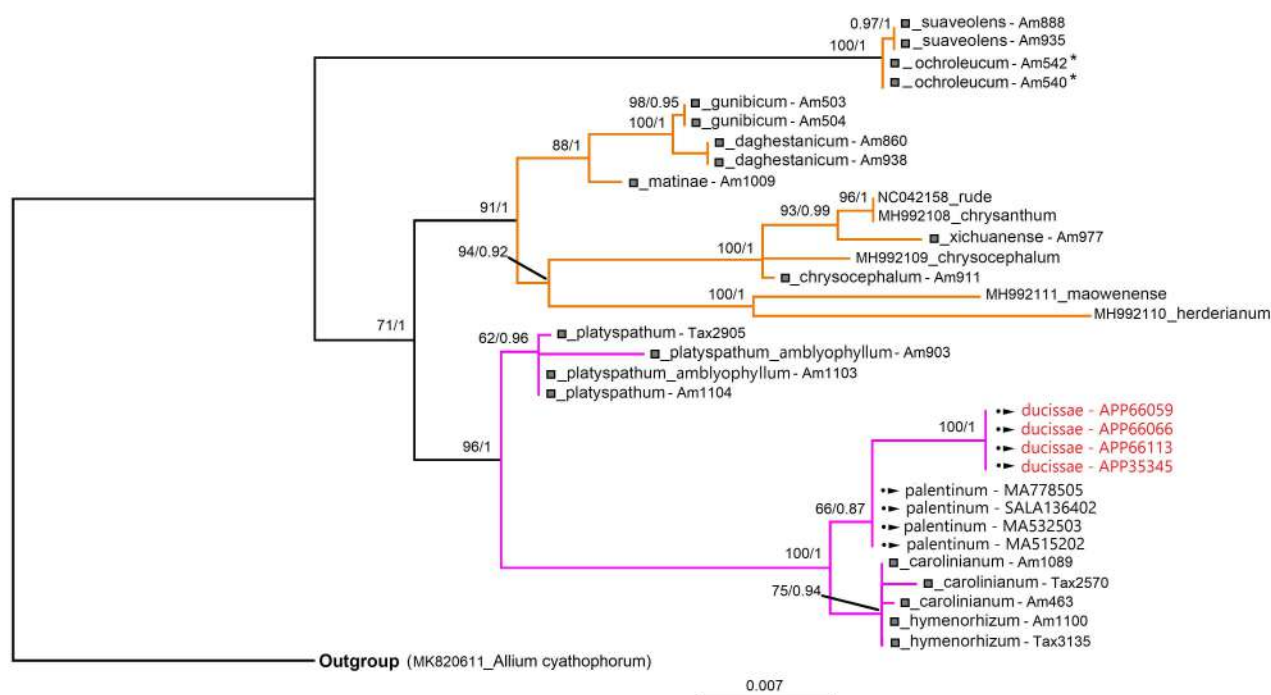 0.97/1
_suaveolens - Am888
_suaveolens - Am935
100/1
_ochroleucum - Am542*
_ochroleucum - Am540*
98/0.95
_gunibicum - Am503
_gunibicum - Am504
100/1
_daghestanicum - Am860
_daghestanicum - Am938
88/1
_matinae - Am1009
96/1
NC042158_rude
MH992108_chrysanthum
93/0.99
_xichuanense - Am977
91/1
94/0.92
100/1
MH992109_chrysocephalum
_chrysocephalum - Am911
100/1
MH992111_maowenense
MH992110_herderianum
71/1
62/0.96
_platyspathum - Tax2905
_platyspathum_amblyophyllum - Am903
_platyspathum_amblyophyllum - Am1103
_platyspathum - Am1104
ducissae - APP66059
100/1
ducissae - APP66066
ducissae - APP66113
ducissae - APP35345
96/1
palentinum - MA778505
66/0.87
palentinum - SALA136402
palentinum - MA532503
palentinum - MA515202
100/1
_carolinianum - Am1089
_carolinianum - Tax2570
75/0.94
_carolinianum - Am463
_hymenorhizum - Am1100
_hymenorhizum - Tax3135
Outgroup (MK820611_Allium cyathophorum)
0.007